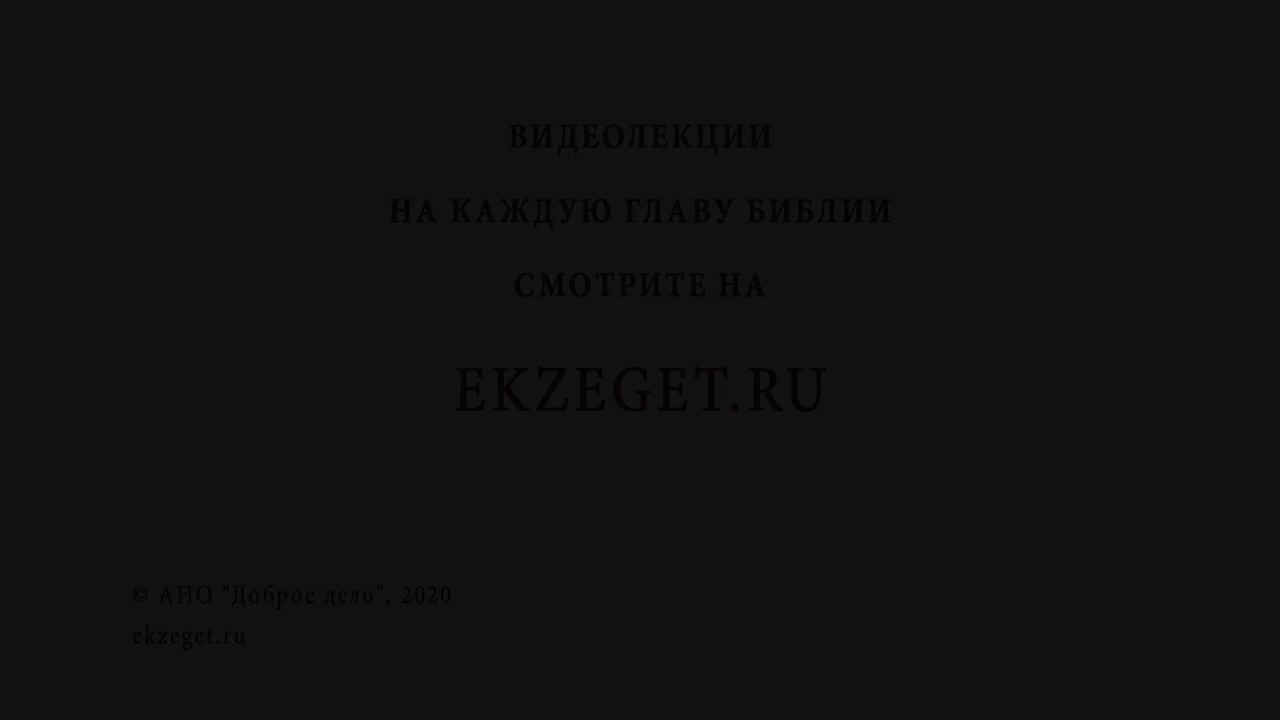 ВИДЕОЛЕКЦИИ
НА КАЖДУЮ ГЛАВУ БИБЛИИ
СМОТРИТЕ НА
EKZEGET.RU
© АНО "Доброе дело", 2020
ekzeget.ru